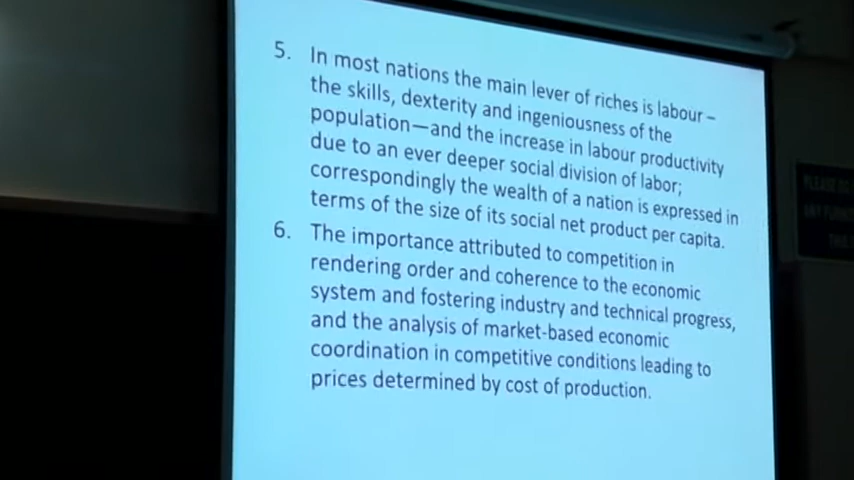 5. In most nations the main lever of riches is labour –
the skills, dexterity and ingeniousness of the
population—and the increase in labour productivity
due to an ever deeper social division of labor;
correspondingly the wealth of a nation is expressed in
terms of the size of its social net product per capita.
6. The importance attributed to competition in
rendering order and coherence to the economic
system and fostering industry and technical progress,
and the analysis of market-based economic
coordination in competitive conditions leading to
prices determined by cost of production.